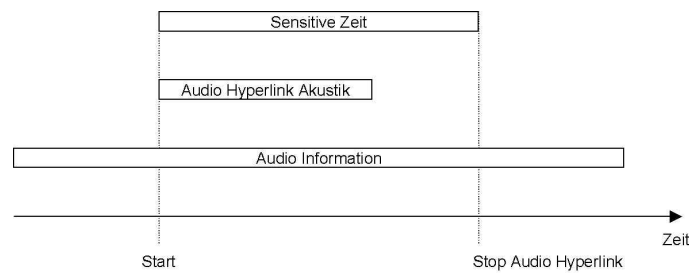 Sensitive Zeit
Audio Hyperlink Akustik
Audio Information
Zeit
Start
Stop Audio Hyperlink